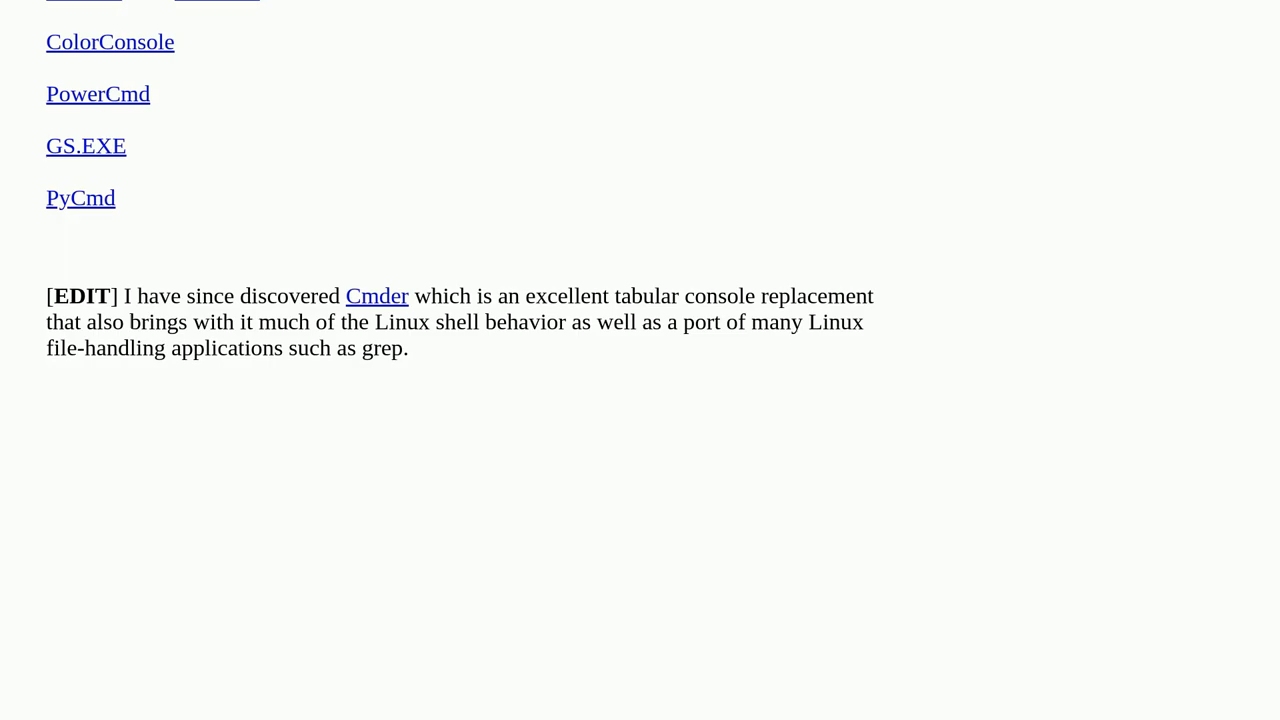 ColorConsole
PowerCmd
GS.EXE
PyCmd
[EDIT] I have since discovered Cmder which is an excellent tabular console replacement
that also brings with it much of the Linux shell behavior as well as a port of many Linux
file-handling applications such as grep.